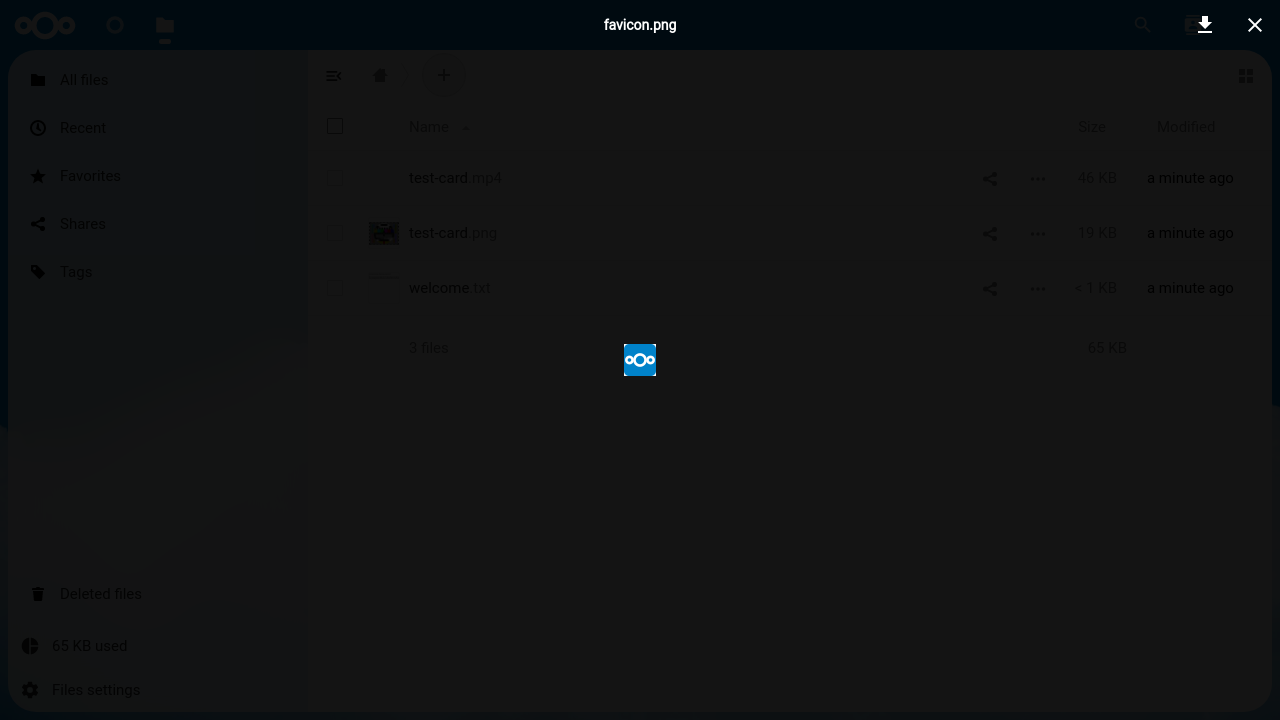 favicon.png
All files
Recent
Favorites
Shares
Tags
Name
Size
Modified
test-card.mp4
46 KB
a minute ago
test-card.png
19 KB
a minute ago
welcome.txt
< 1 KB
a minute ago
3 files
65 KB
Deleted files
65 KB used
Files settings